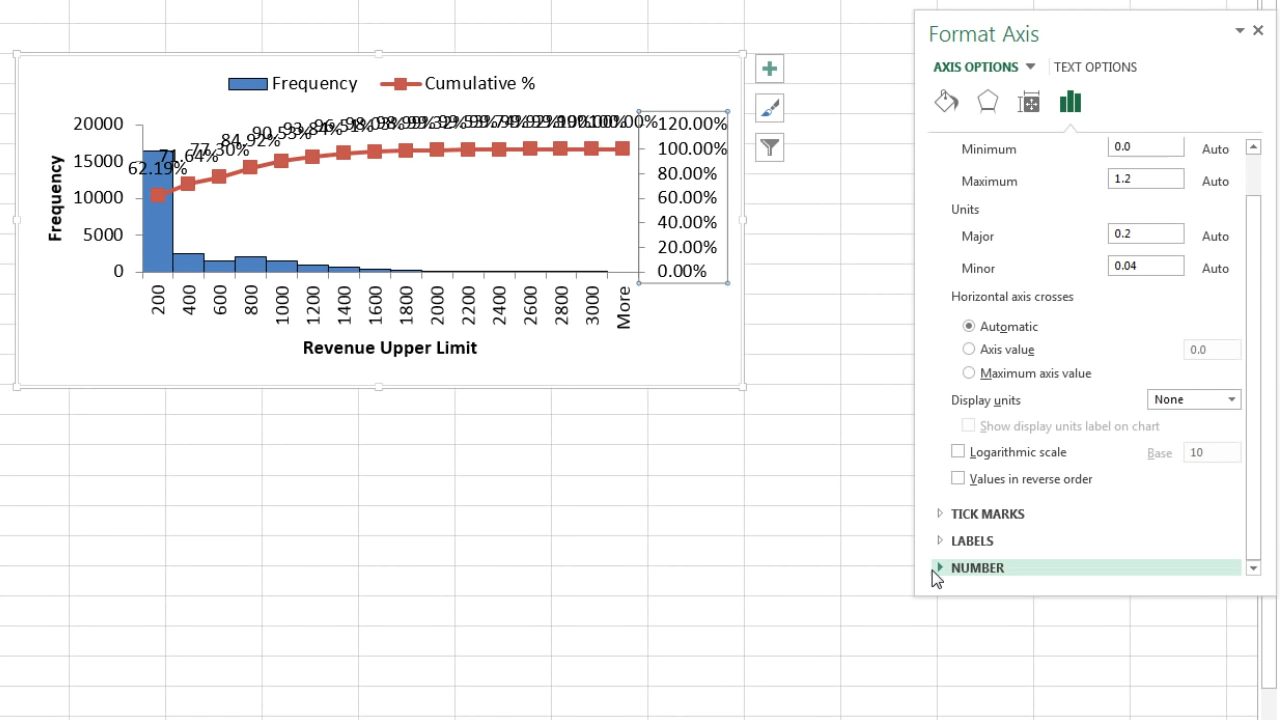 Format Axis
AXIS OPTIONS TEXT OPTIONS
Frequency Cumulative %
20000
15000
10000
5000
0
Frequency
62.19%
71.64%
77.30%
84.92%
90.53%
120.00%
100.00%
80.00%
60.00%
40.00%
20.00%
0.00%
200 400 600 800 1000 1200 1400 1600 1800 2000 2200 2400 2600 2800 3000 More
Revenue Upper Limit
Minimum 0.0 Auto
Maximum 1.2 Auto
Units
Major 0.2 Auto
Minor 0.04 Auto
Horizontal axis crosses
Automatic
Axis value 0.0
Maximum axis value
Display units None
Show display units label on chart
Logarithmic scale Base 10
Values in reverse order
TICK MARKS
LABELS
NUMBER